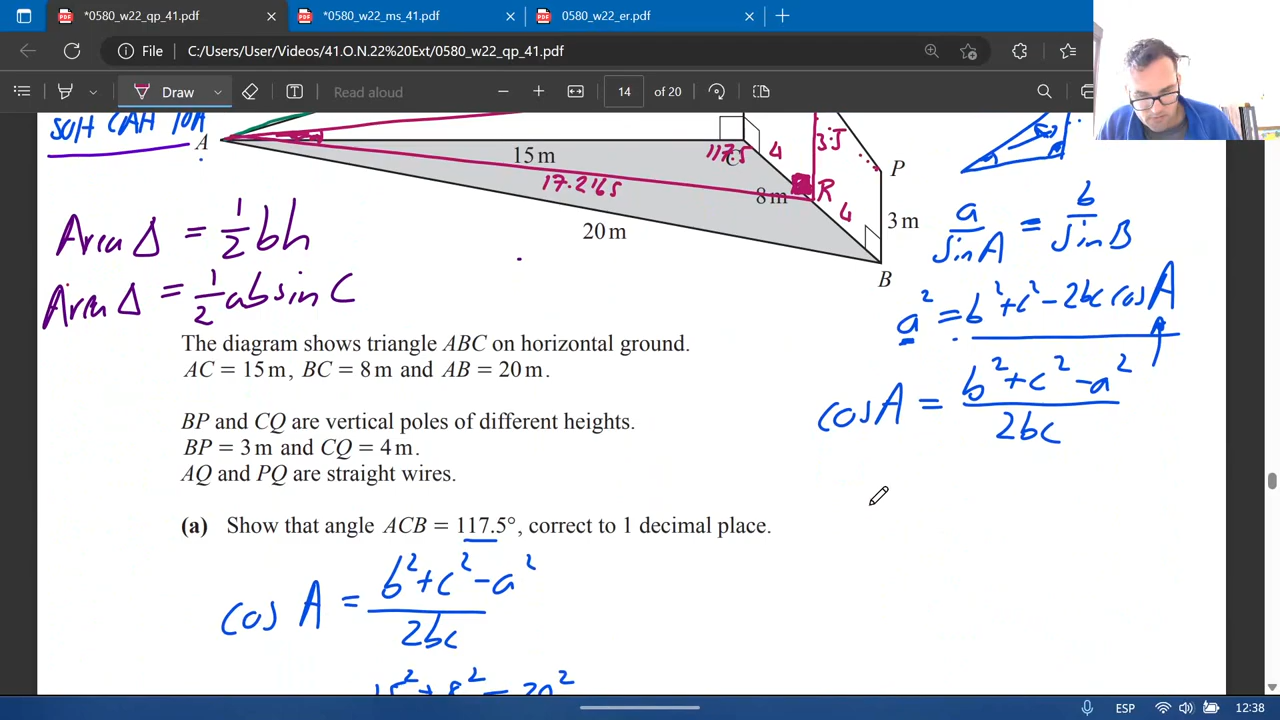 *0580_w22_qp_41.pdf
*0580_w22_ms_41.pdf
0580_w22_er.pdf
File C:/Users/User/Videos/41.O.N.22%20Ext/0580_w22_qp_41.pdf
Draw
Read aloud
14 of 20
SOH CAH TOA
A
15 m
117.5
C
4
3.5
P
17.2165
8 m
R
4
3 m
20 m
B
Area Δ = 1/2 bh
Area Δ = 1/2 ab sin C
a/sin A = b/sin B
a² = b² + c² - 2bc cos A
cos A = b² + c² - a² / 2bc
The diagram shows triangle ABC on horizontal ground.
AC = 15 m, BC = 8 m and AB = 20 m.
BP and CQ are vertical poles of different heights.
BP = 3 m and CQ = 4 m.
AQ and PQ are straight wires.
(a) Show that angle ACB = 117.5°, correct to 1 decimal place.
cos A = b² + c² - a² / 2bc
15² + 8² - 20²
ESP
12:38